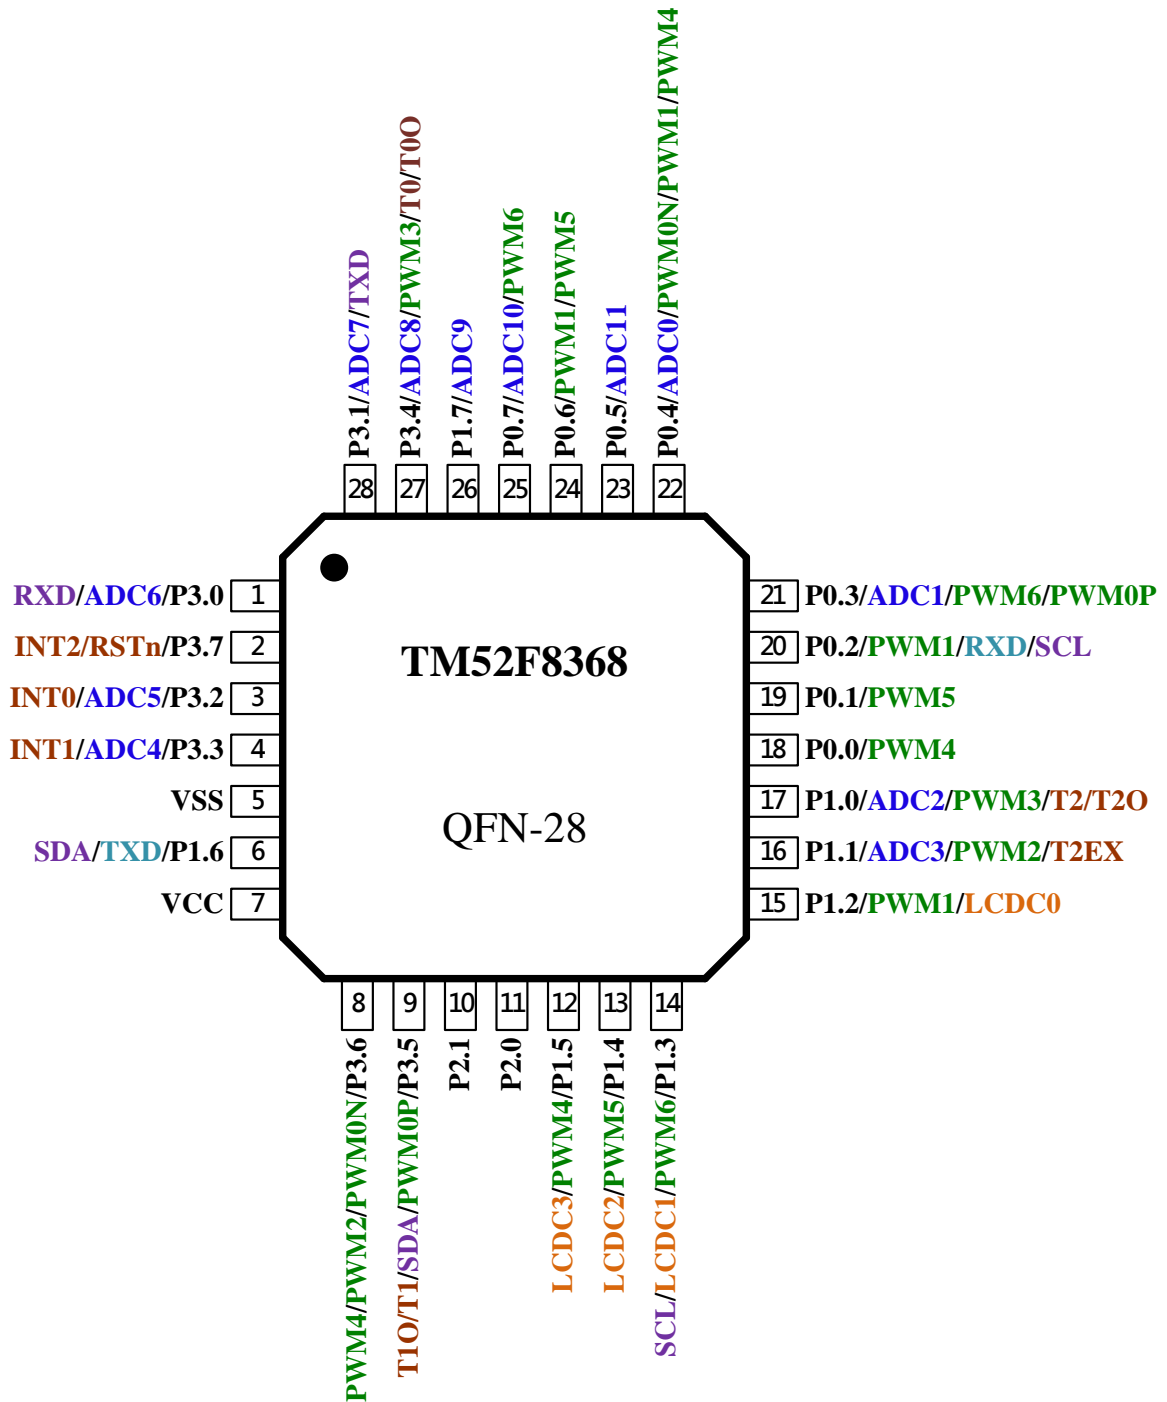 P3.1/ADC7/TXD
P3.4/ADC8/PWM3/T0/T0O
P1.7/ADC9
P0.7/ADC10/PWM6
P0.6/PWM1/PWM5
P0.5/ADC11
P0.4/ADC0/PWM0N/PWM1/PWM4
28
27
26
25
24
23
22
RXD/ADC6/P3.0 1
INT2/RSTn/P3.7 2
INT0/ADC5/P3.2 3
INT1/ADC4/P3.3 4
VSS 5
SDA/TXD/P1.6 6
VCC 7
TM52F8368
QFN-28
21 P0.3/ADC1/PWM6/PWM0P
20 P0.2/PWM1/RXD/SCL
19 P0.1/PWM5
18 P0.0/PWM4
17 P1.0/ADC2/PWM3/T2/T2O
16 P1.1/ADC3/PWM2/T2EX
15 P1.2/PWM1/LCDC0
8
9
10
11
12
13
14
PWM4/PWM2/PWM0N/P3.6
T1O/T1/SDA/PWM0P/P3.5
P2.1
P2.0
LCDC3/PWM4/P1.5
LCDC2/PWM5/P1.4
SCL/LCDC1/PWM6/P1.3